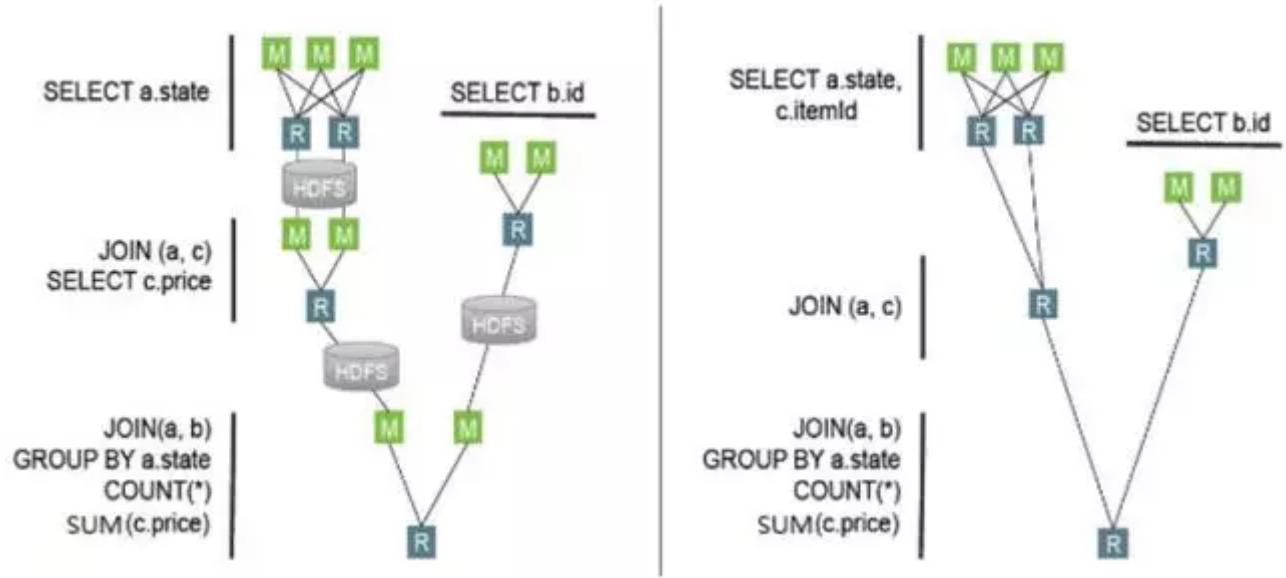 M M M
SELECT a.state
R R
HDFS
SELECT b.id
M M
R
M M
JOIN (a, c)
SELECT c.price
R
HDFS
HDFS
M M
JOIN(a, b)
GROUP BY a.state
COUNT(*)
SUM(c.price)
R
M M M
SELECT a.state,
c.itemId
R R
SELECT b.id
M M
R
JOIN (a, c)
R
JOIN(a, b)
GROUP BY a.state
COUNT(*)
SUM(c.price)
R